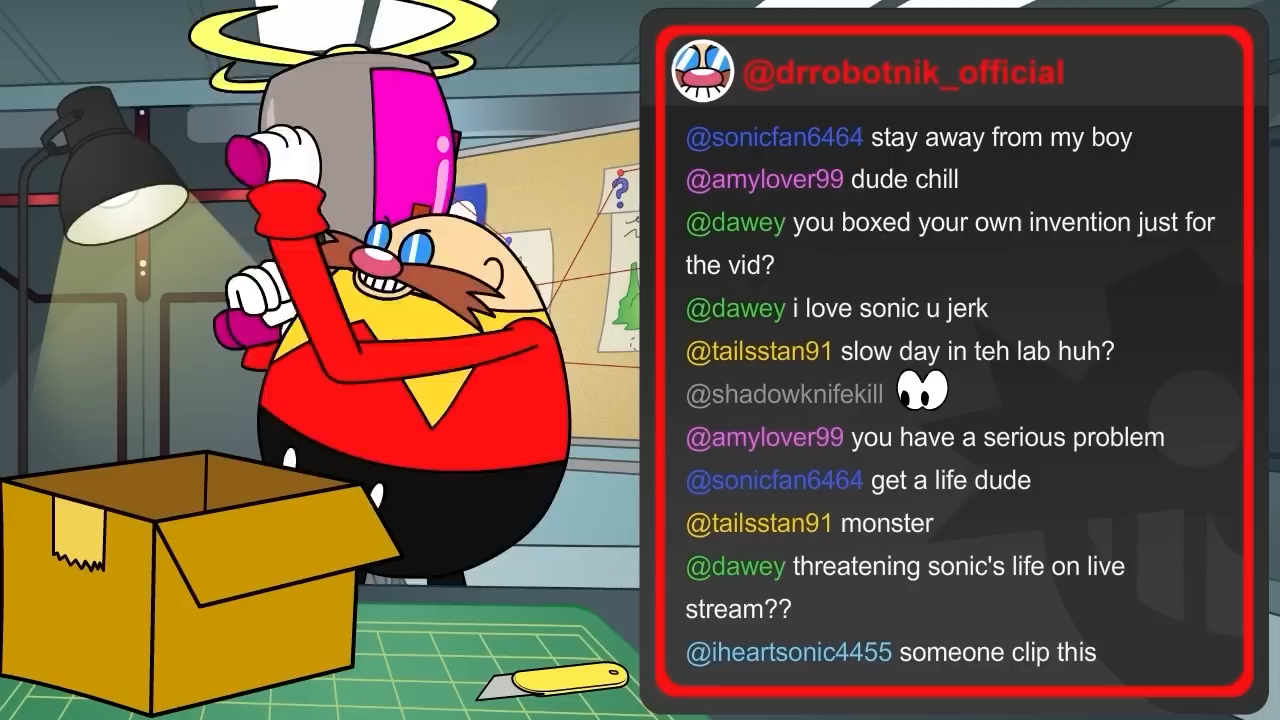 @drrobotnik_official
@sonicfan6464 stay away from my boy
@amylover99 dude chill
@dawey you boxed your own invention just for
the vid?
@dawey i love sonic u jerk
@tailsstan91 slow day in teh lab huh?
@shadowknifekill
@amylover99 you have a serious problem
@sonicfan6464 get a life dude
@tailsstan91 monster
@dawey threatening sonic's life on live
stream??
@iheartsonic4455 someone clip this
?